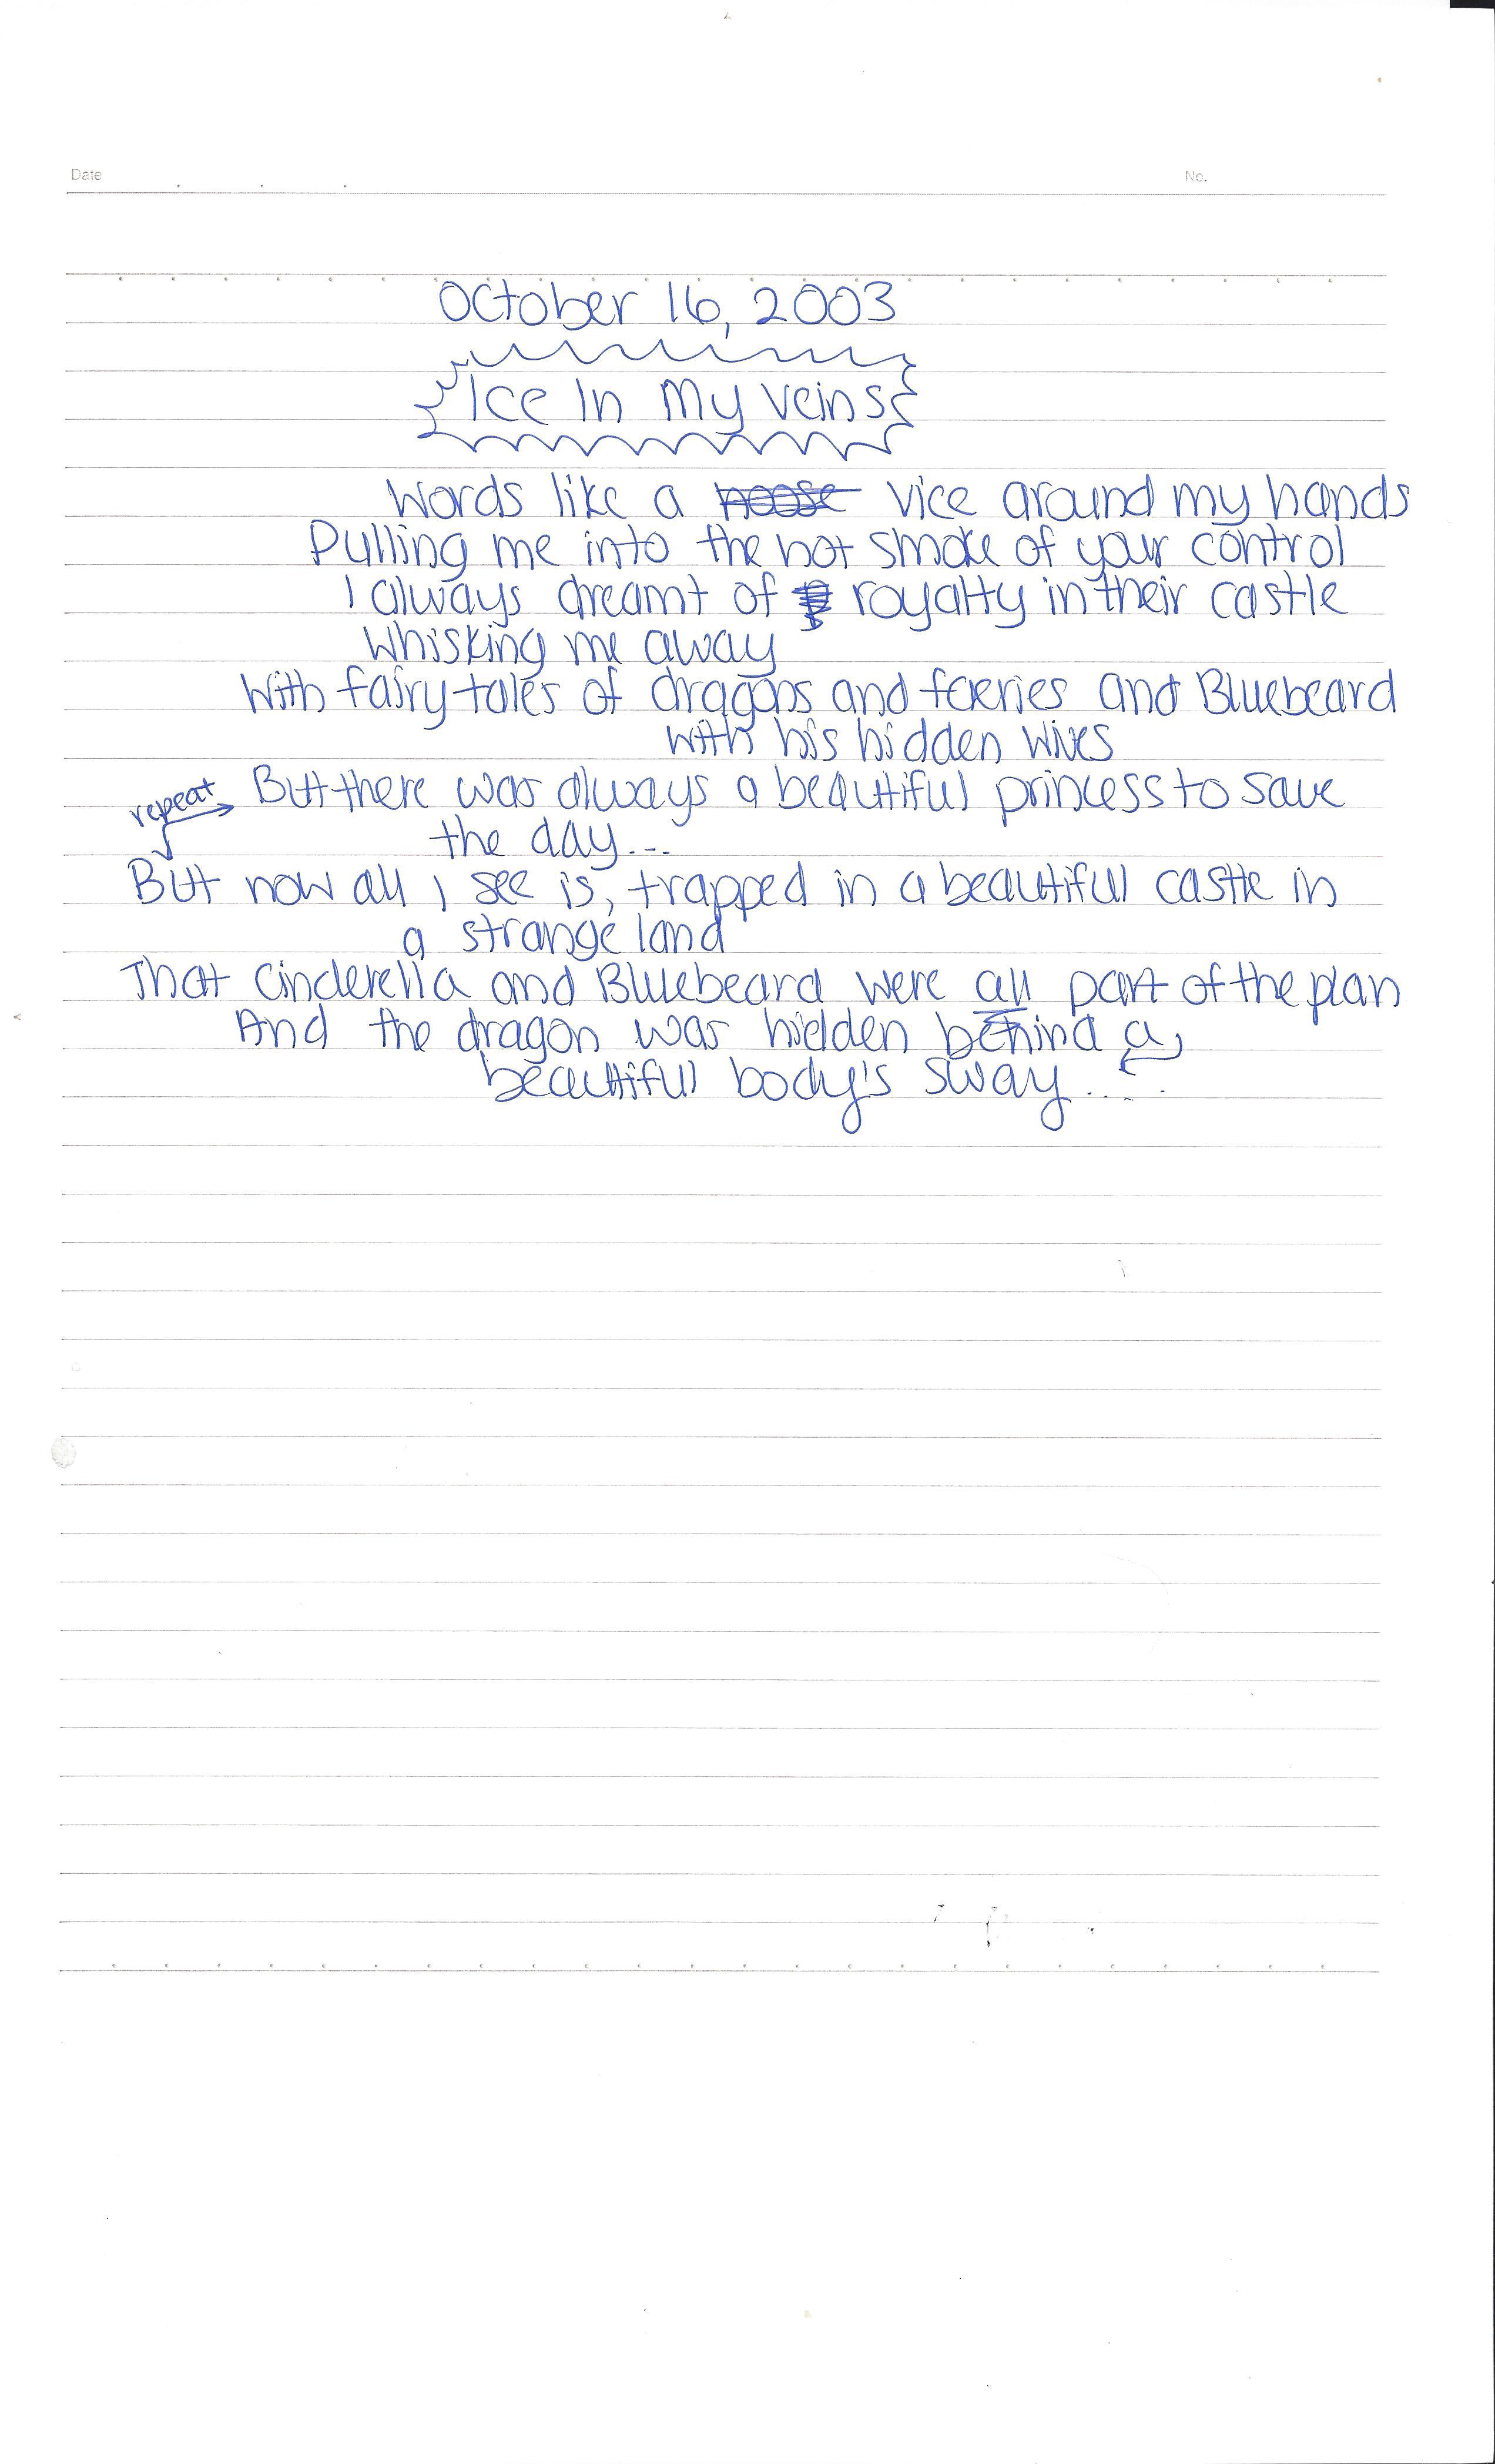 Date No.
October 16, 2003
Ice In My Veins
Words like a noose vice around my hands
Pulling me into the hot smoke of your control
I always dreamt of royalty in their castle
Whisking me away
With fairytales of dragons and faeries and Bluebeard
with his hidden wives
repeat But there was always a beautiful princess to save
the day...
But now all I see is, trapped in a beautiful castle in
a strange land
That Cinderella and Bluebeard were all part of the plan
And the dragon was hidden behind a
beautiful body's sway....